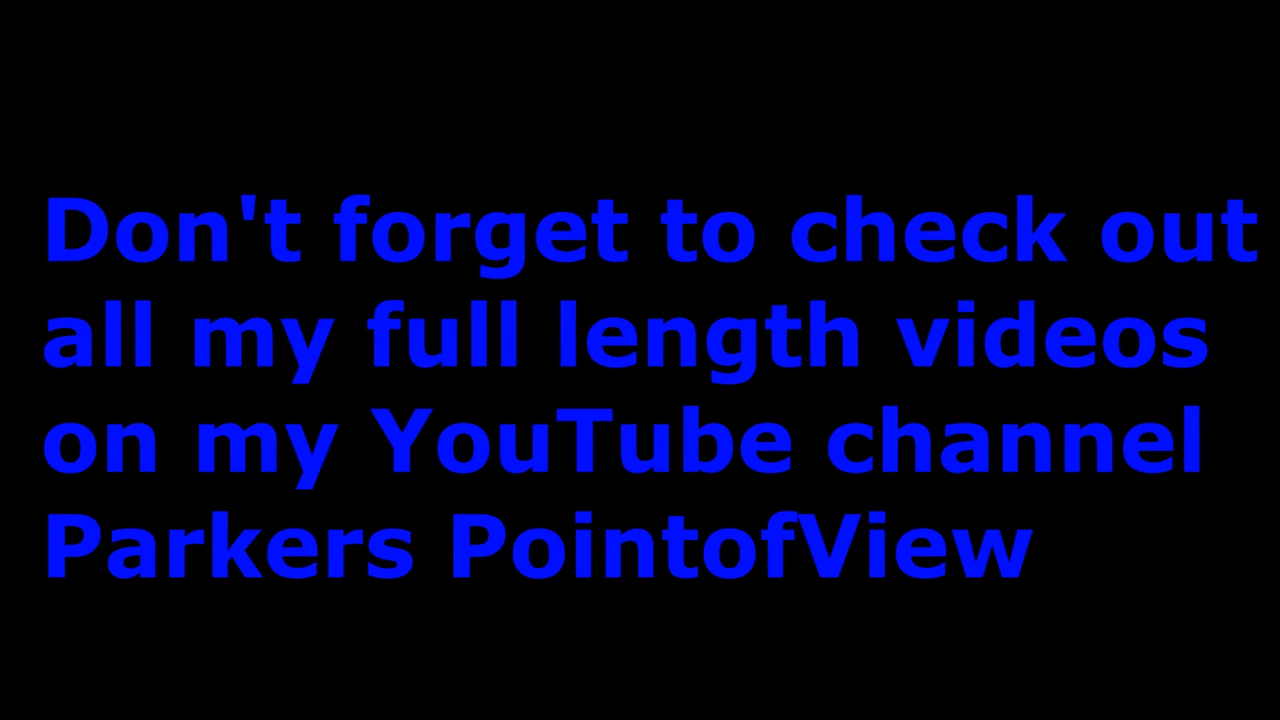 Don't forget to check out
all my full length videos
on my YouTube channel
Parkers PointofView